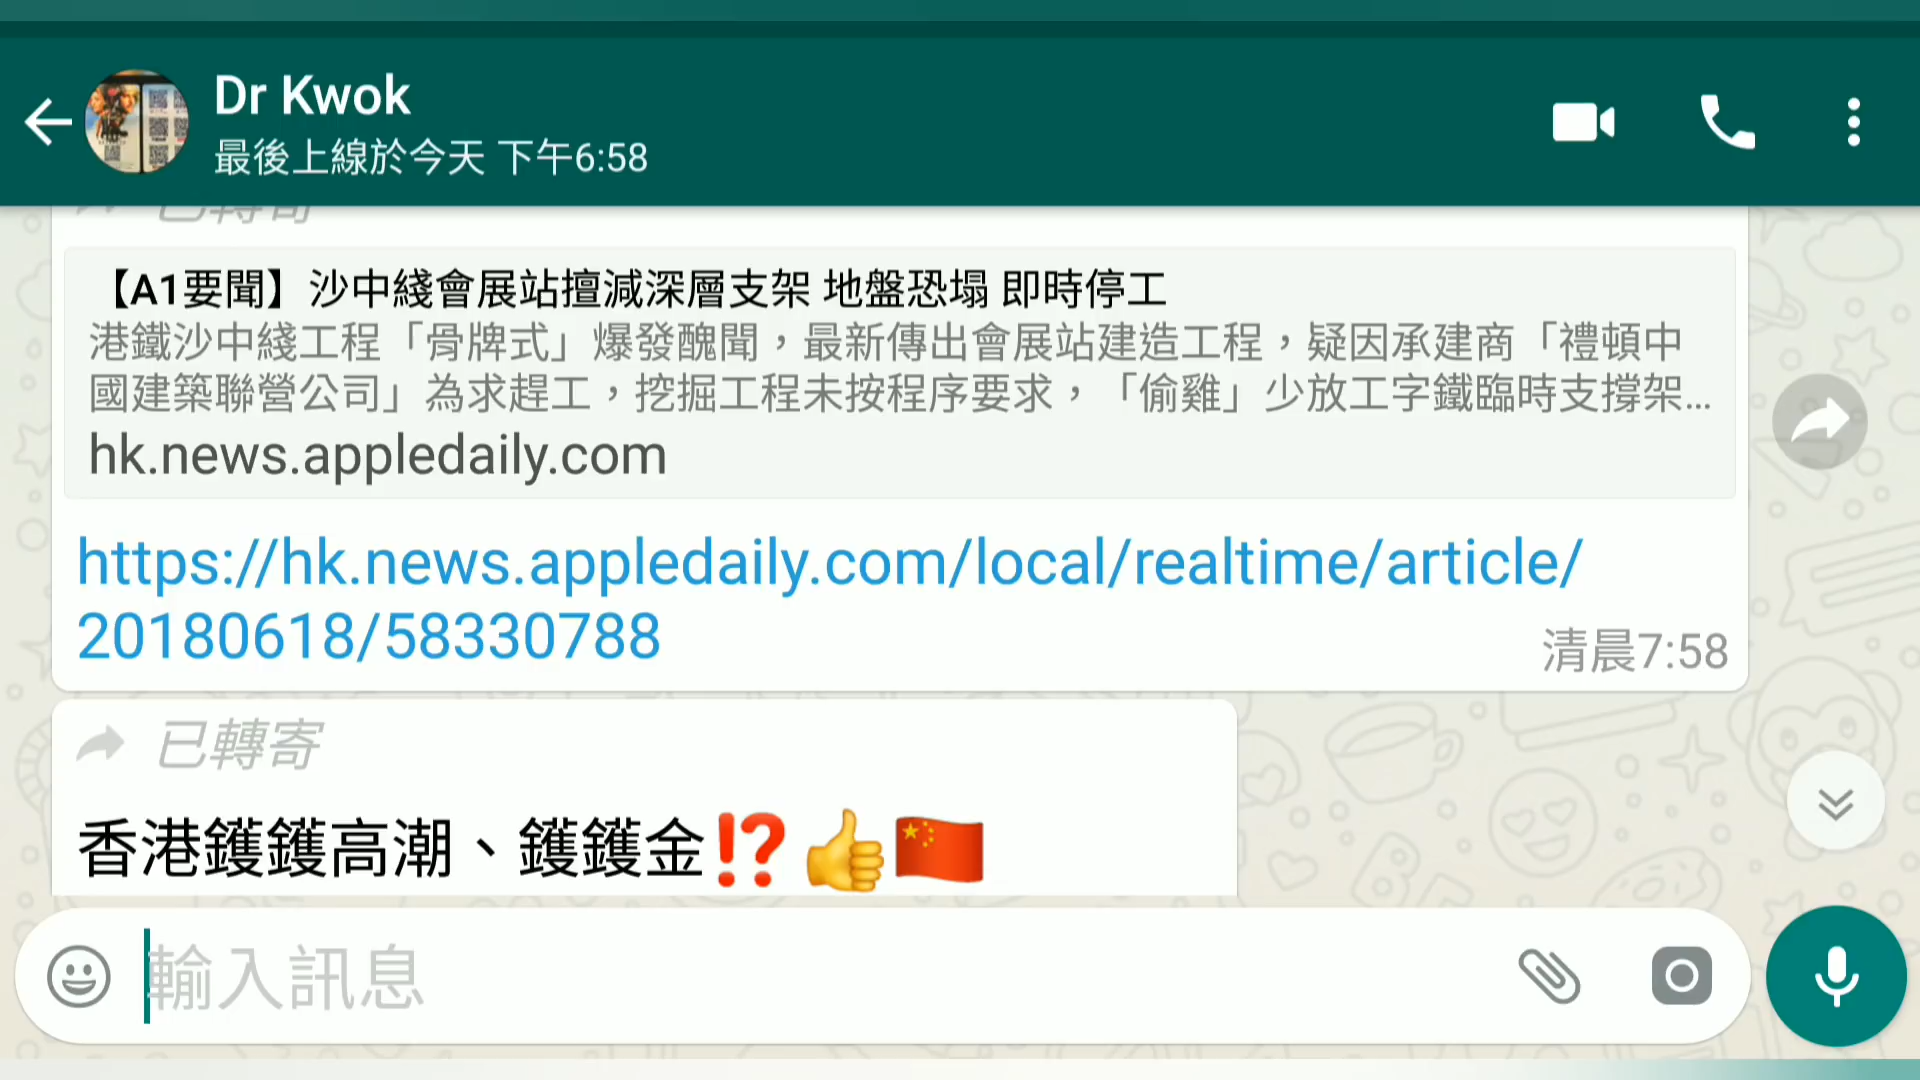 Dr Kwok
最後上線於今天 下午6:58
已轉寄
【A1要聞】沙中綫會展站擅減深層支架 地盤恐塌 即時停工
港鐵沙中綫工程「骨牌式」爆發醜聞，最新傳出會展站建造工程，疑因承建商「禮頓中
國建築聯營公司」為求趕工，挖掘工程未按程序要求，「偷雞」少放工字鐵臨時支撐架...
hk.news.appledaily.com
https://hk.news.appledaily.com/local/realtime/article/
20180618/58330788
清晨7:58
已轉寄
香港鑊鑊高潮、鑊鑊金⁉️👍🇨🇳
輸入訊息